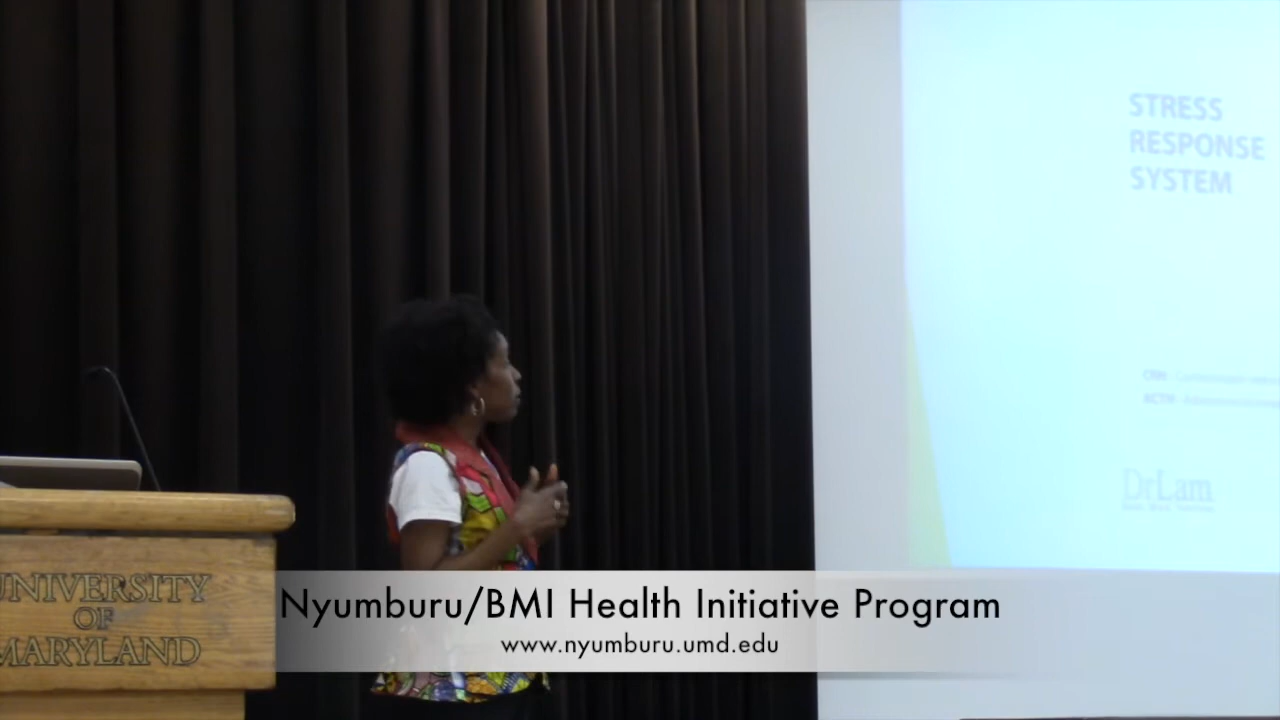 STRESS
RESPONSE
SYSTEM
DrLam
UNIVERSITY
OF
MARYLAND
Nyumburu/BMI Health Initiative Program
www.nyumburu.umd.edu